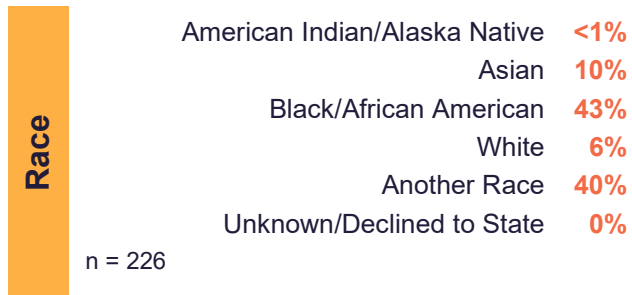 Race
American Indian/Alaska Native <1%
Asian 10%
Black/African American 43%
White 6%
Another Race 40%
Unknown/Declined to State 0%
n = 226